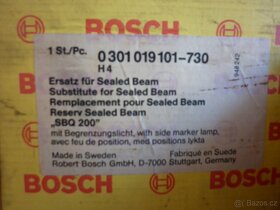 BOSCH
1 St./Pc.
0 301 019 101-730
H4
Ersatz für Sealed Beam
Substitute for Sealed Beam
Remplacement pour Sealed Beam
Reserv Sealed Beam
„SBQ 200"
mit Begrenzungslicht, with side marker lamp,
avec feu de position, med positions lykta
Made in Sweden
Fabriqué en Suede
Robert Bosch GmbH, D-7000 Stuttgart, Germany
BOSCH
BOSCH
Bazoš.cz